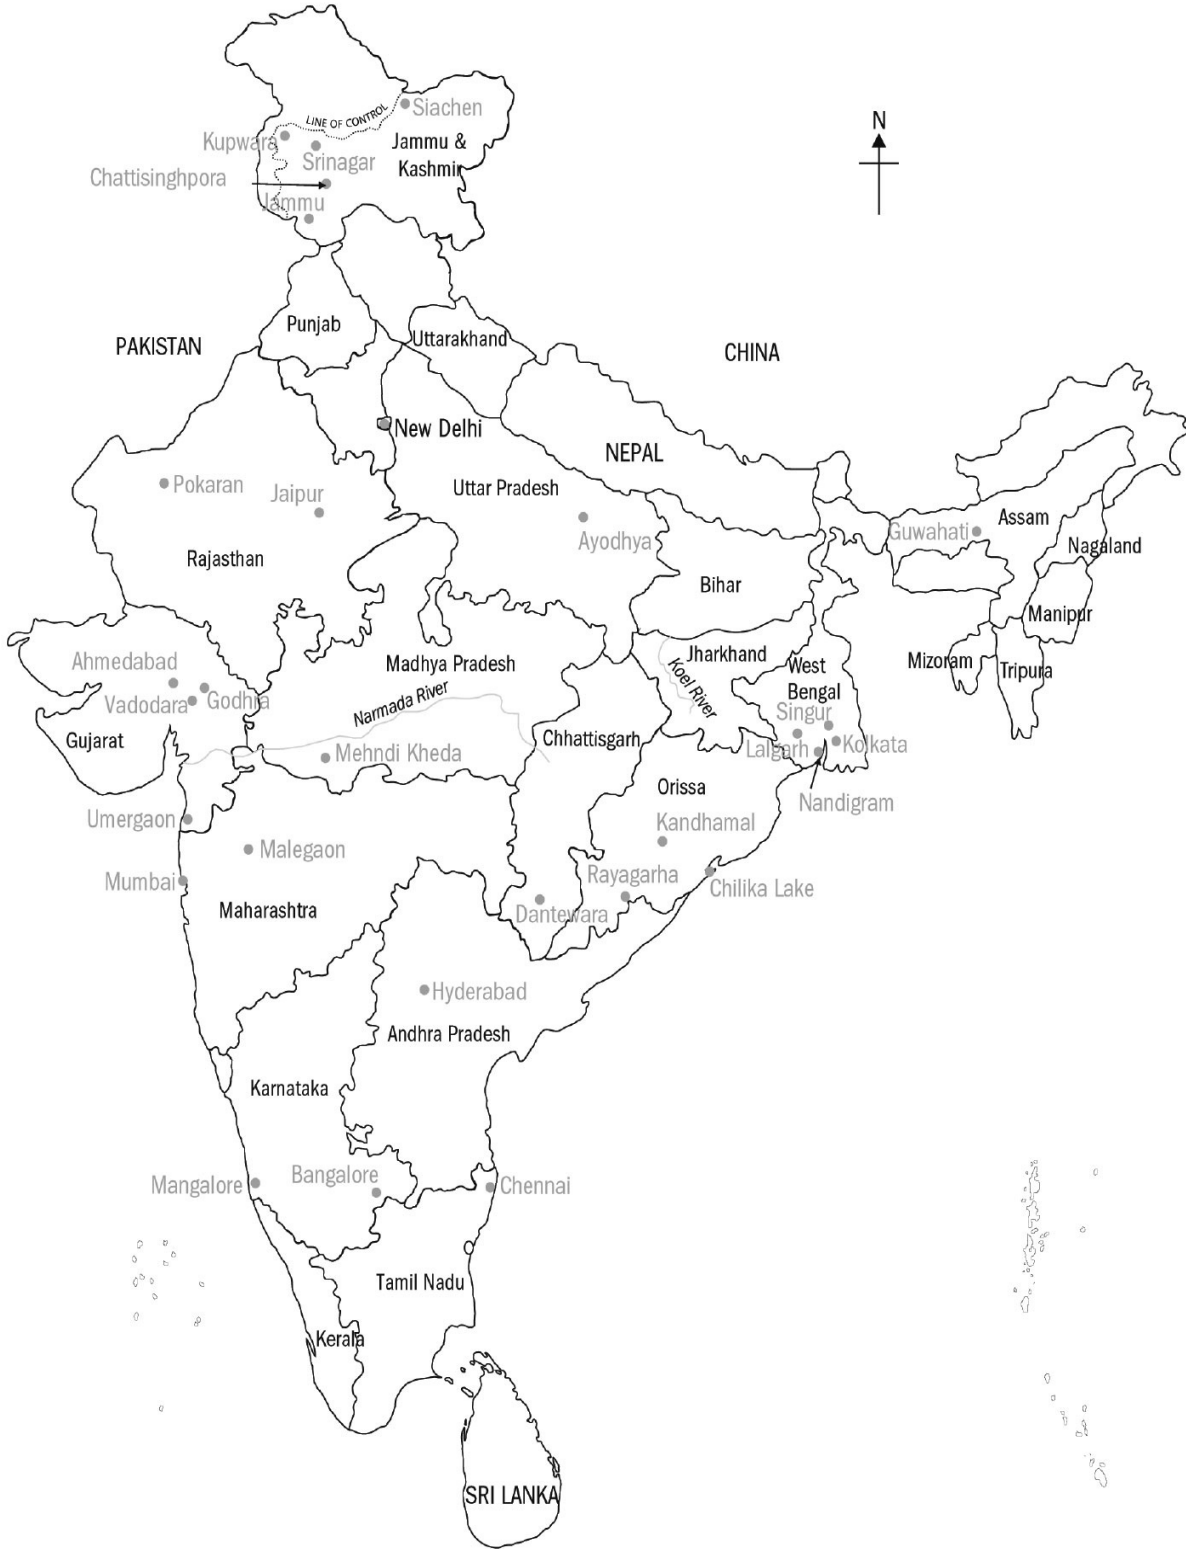 Siachen
LINE OF CONTROL
N
Kupwara
Jammu &
Kashmir
Srinagar
Chattisinghpora
Jammu
Punjab
Uttarakhand
PAKISTAN
CHINA
New Delhi
NEPAL
Pokaran
Jaipur
Uttar Pradesh
Ayodhya
Guwahati
Assam
Nagaland
Rajasthan
Bihar
Manipur
Ahmedabad
Madhya Pradesh
Jharkhand
West
Bengal
Mizoram
Tripura
Vadodara
Godhra
Narmada River
Koel River
Singur
Gujarat
Mehndi Kheda
Chhattisgarh
Lalgarh
Kolkata
Orissa
Nandigram
Umergaon
Kandhamal
Malegaon
Mumbai
Rayagarha
Chilika Lake
Maharashtra
Dantewara
Hyderabad
Andhra Pradesh
Karnataka
Mangalore
Bangalore
Chennai
Tamil Nadu
Kerala
SRI LANKA